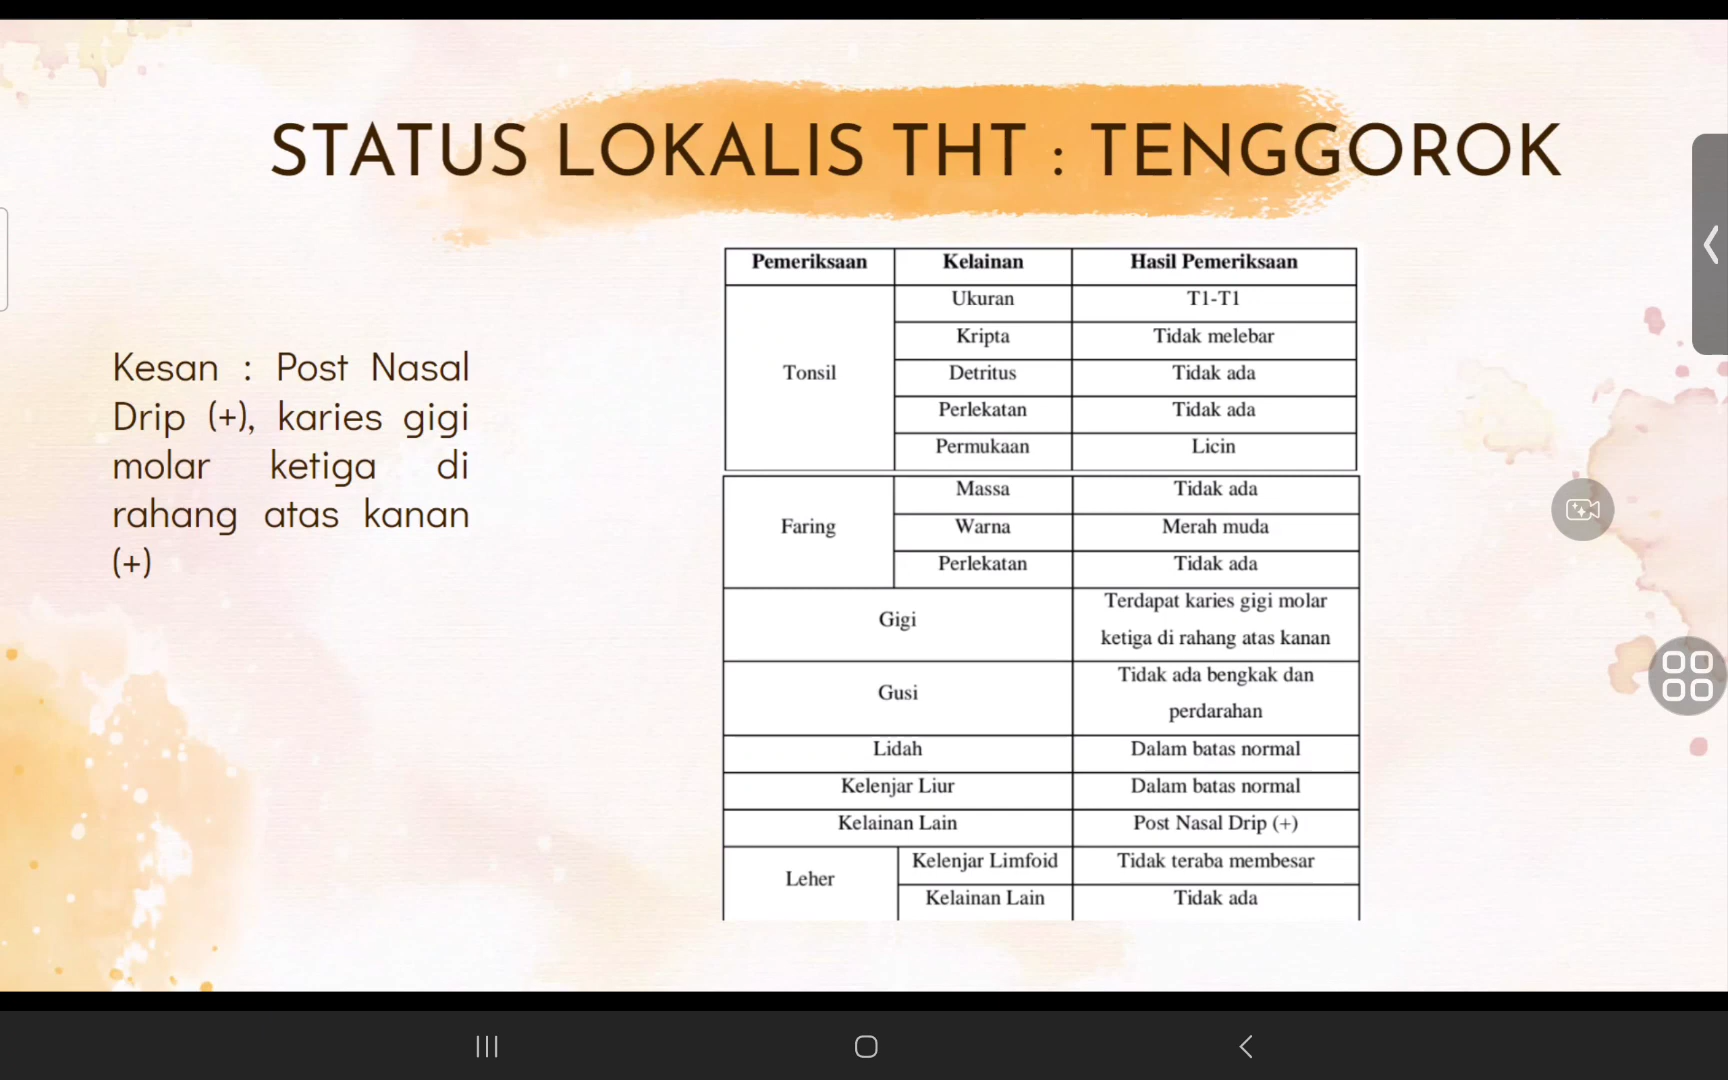 STATUS LOKALIS THT : TENGGOROK
Kesan : Post Nasal
Drip (+), karies gigi
molar ketiga di
rahang atas kanan
(+)
Pemeriksaan Kelainan Hasil Pemeriksaan
Tonsil
Ukuran T1-T1
Kripta Tidak melebar
Detritus Tidak ada
Perlekatan Tidak ada
Permukaan Licin
Faring
Massa Tidak ada
Warna Merah muda
Perlekatan Tidak ada
Gigi
Terdapat karies gigi molar
ketiga di rahang atas kanan
Gusi
Tidak ada bengkak dan
perdarahan
Lidah Dalam batas normal
Kelenjar Liur Dalam batas normal
Kelainan Lain Post Nasal Drip (+)
Leher
Kelenjar Limfoid Tidak teraba membesar
Kelainan Lain Tidak ada